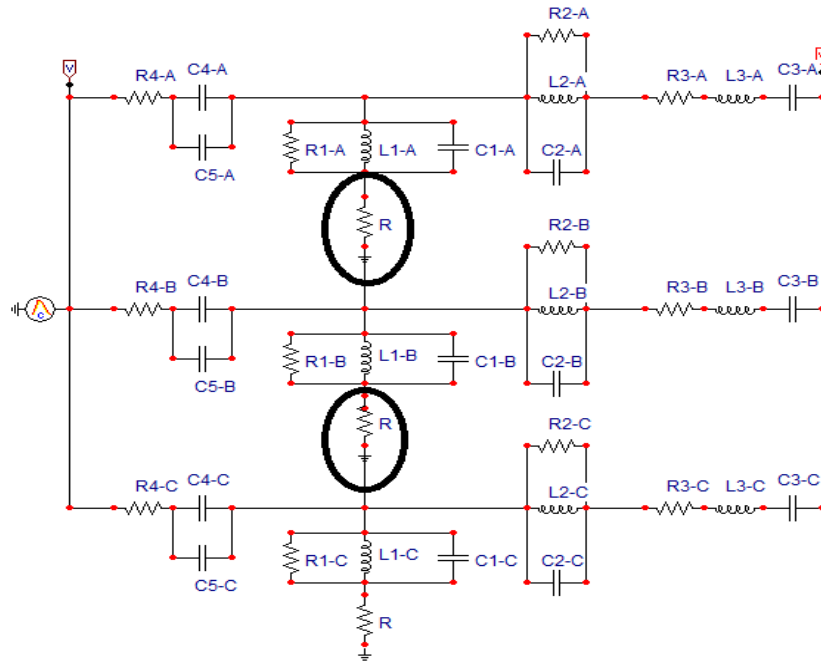 R2-A
V
R4-A C4-A L2-A R3-A L3-A C3-A
R1-A L1-A C1-A C2-A
C5-A
R
R2-B
R4-B C4-B L2-B R3-B L3-B C3-B
C
R1-B L1-B C1-B C2-B
C5-B
R
R2-C
R4-C C4-C L2-C R3-C L3-C C3-C
R1-C L1-C C1-C C2-C
C5-C
R